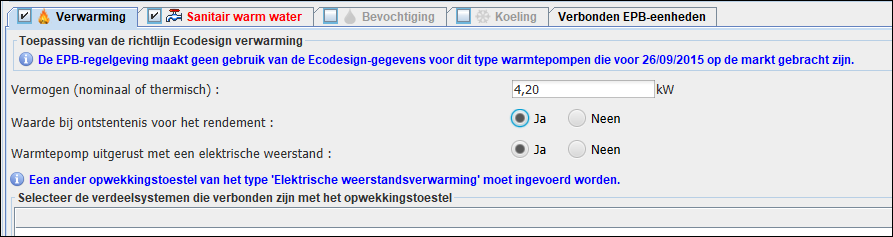 Verwarming Sanitair warm water Bevochtiging Koeling Verbonden EPB-eenheden
Toepassing van de richtlijn Ecodesign verwarming
De EPB-regelgeving maakt geen gebruik van de Ecodesign-gegevens voor dit type warmtepompen die voor 26/09/2015 op de markt gebracht zijn.
Vermogen (nominaal of thermisch) : 4,20 kW
Waarde bij ontstentenis voor het rendement : Ja Neen
Warmtepomp uitgerust met een elektrische weerstand : Ja Neen
Een ander opwekkingstoestel van het type 'Elektrische weerstandsverwarming' moet ingevoerd worden.
Selecteer de verdeelsystemen die verbonden zijn met het opwekkingstoestel